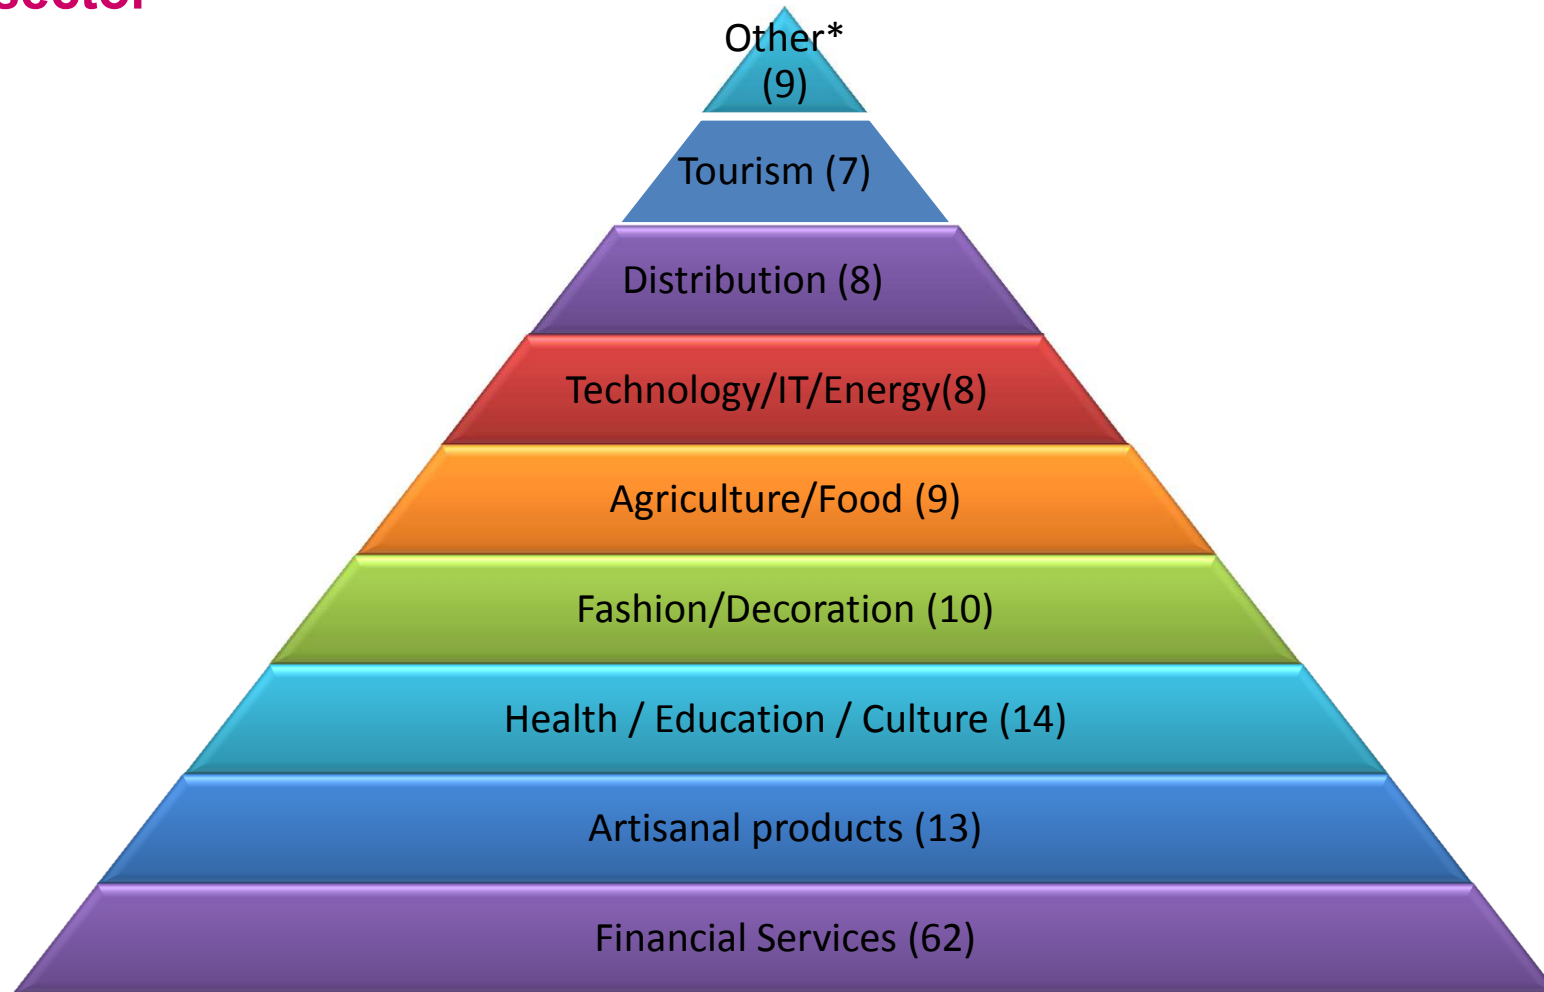 sector
Other*
(9)
Tourism (7)
Distribution (8)
Technology/IT/Energy(8)
Agriculture/Food (9)
Fashion/Decoration (10)
Health / Education / Culture (14)
Artisanal products (13)
Financial Services (62)